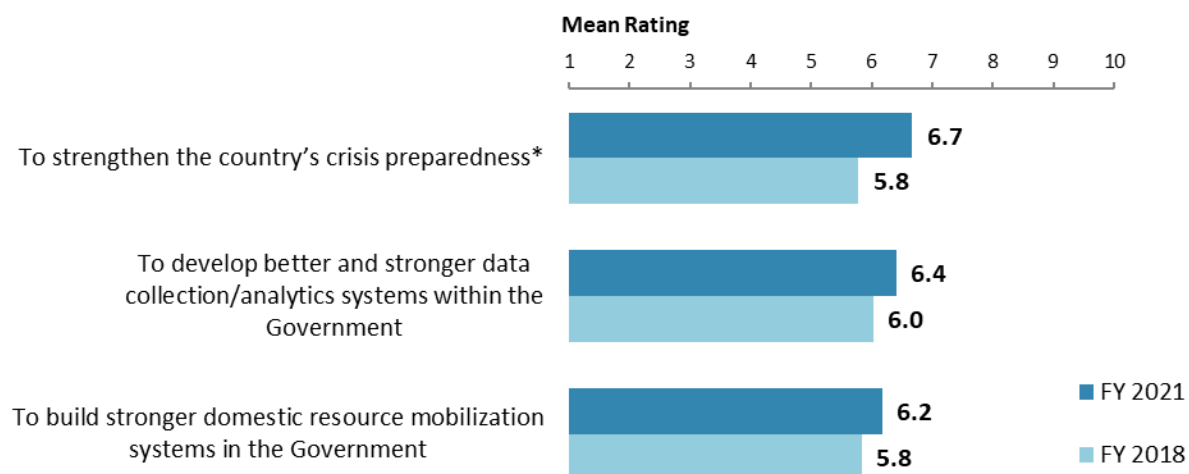 Mean Rating
1 2 3 4 5 6 7 8 9 10
To strengthen the country’s crisis preparedness*
6.7
5.8
To develop better and stronger data
collection/analytics systems within the
Government
6.4
6.0
To build stronger domestic resource mobilization
systems in the Government
6.2
5.8
FY 2021
FY 2018